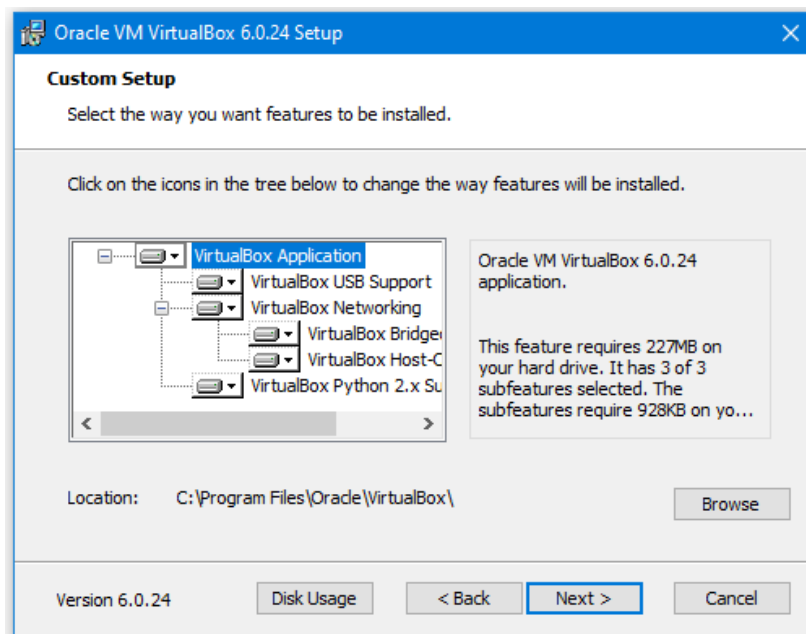 Oracle VM VirtualBox 6.0.24 Setup
Custom Setup
Select the way you want features to be installed.
Click on the icons in the tree below to change the way features will be installed.
VirtualBox Application
VirtualBox USB Support
VirtualBox Networking
VirtualBox Bridge
VirtualBox Host-C
VirtualBox Python 2.x Su
Oracle VM VirtualBox 6.0.24
application.
This feature requires 227MB on
your hard drive. It has 3 of 3
subfeatures selected. The
subfeatures require 928KB on yo...
Location: C:\Program Files\Oracle\VirtualBox\
Browse
Version 6.0.24 Disk Usage < Back Next > Cancel